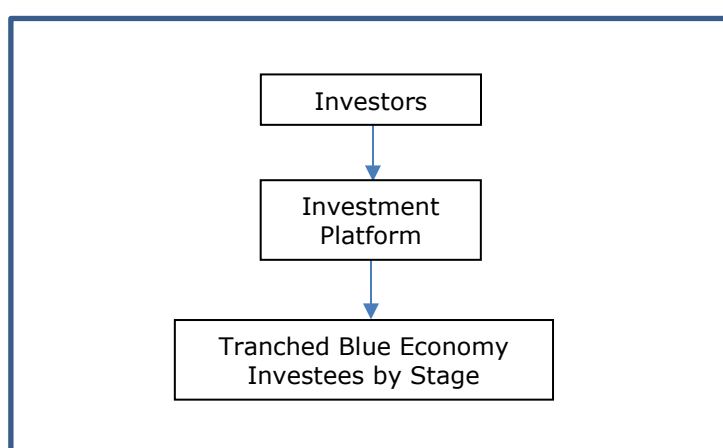 Investors
Investment
Platform
Tranched Blue Economy
Investees by Stage